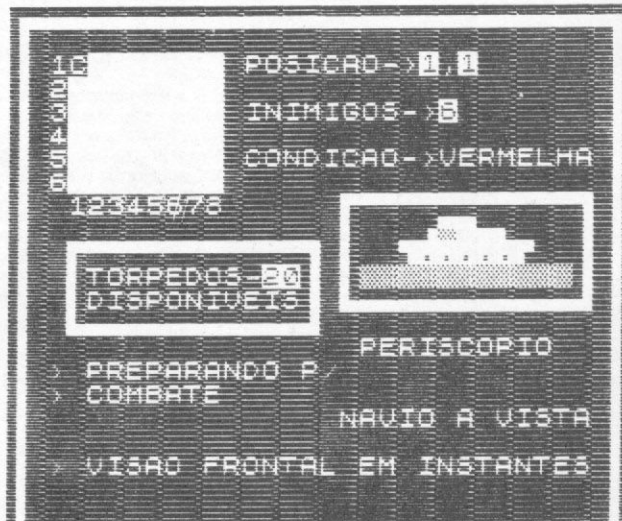 1C
2
3
4
5
6
12345678
POSICAO->1,1
INIMIGOS->6
CONDICAO->VERMELHA
TORPEDOS-20
DISPONIVEIS
PERISCOPIO
> PREPARANDO P/
> COMBATE
NAVIO A VISTA
> VISAO FRONTAL EM INSTANTES